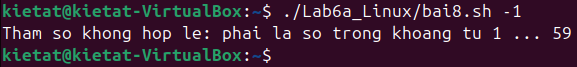 kietat@kietat-VirtualBox:~$ ./Lab6a_Linux/bai8.sh -1
Tham so khong hop le: phai la so trong khoang tu 1 ... 59
kietat@kietat-VirtualBox:~$